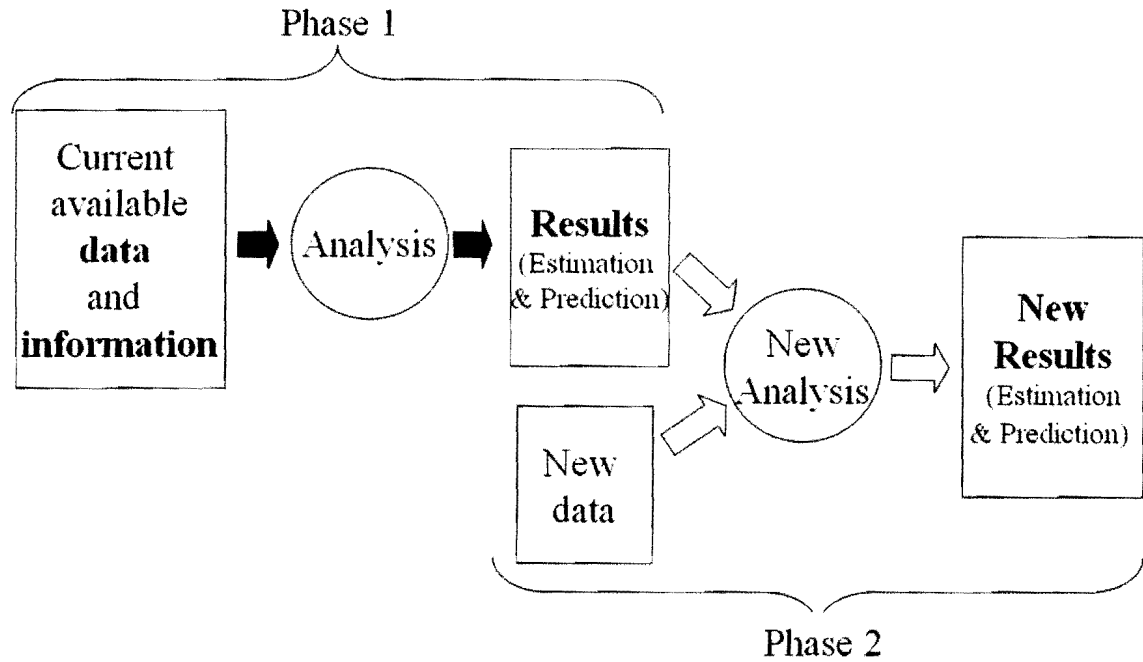 Phase 1
Current
available
data
and
information
Analysis
Results
(Estimation
& Prediction)
New
data
New
Analysis
New
Results
(Estimation
& Prediction)
Phase 2